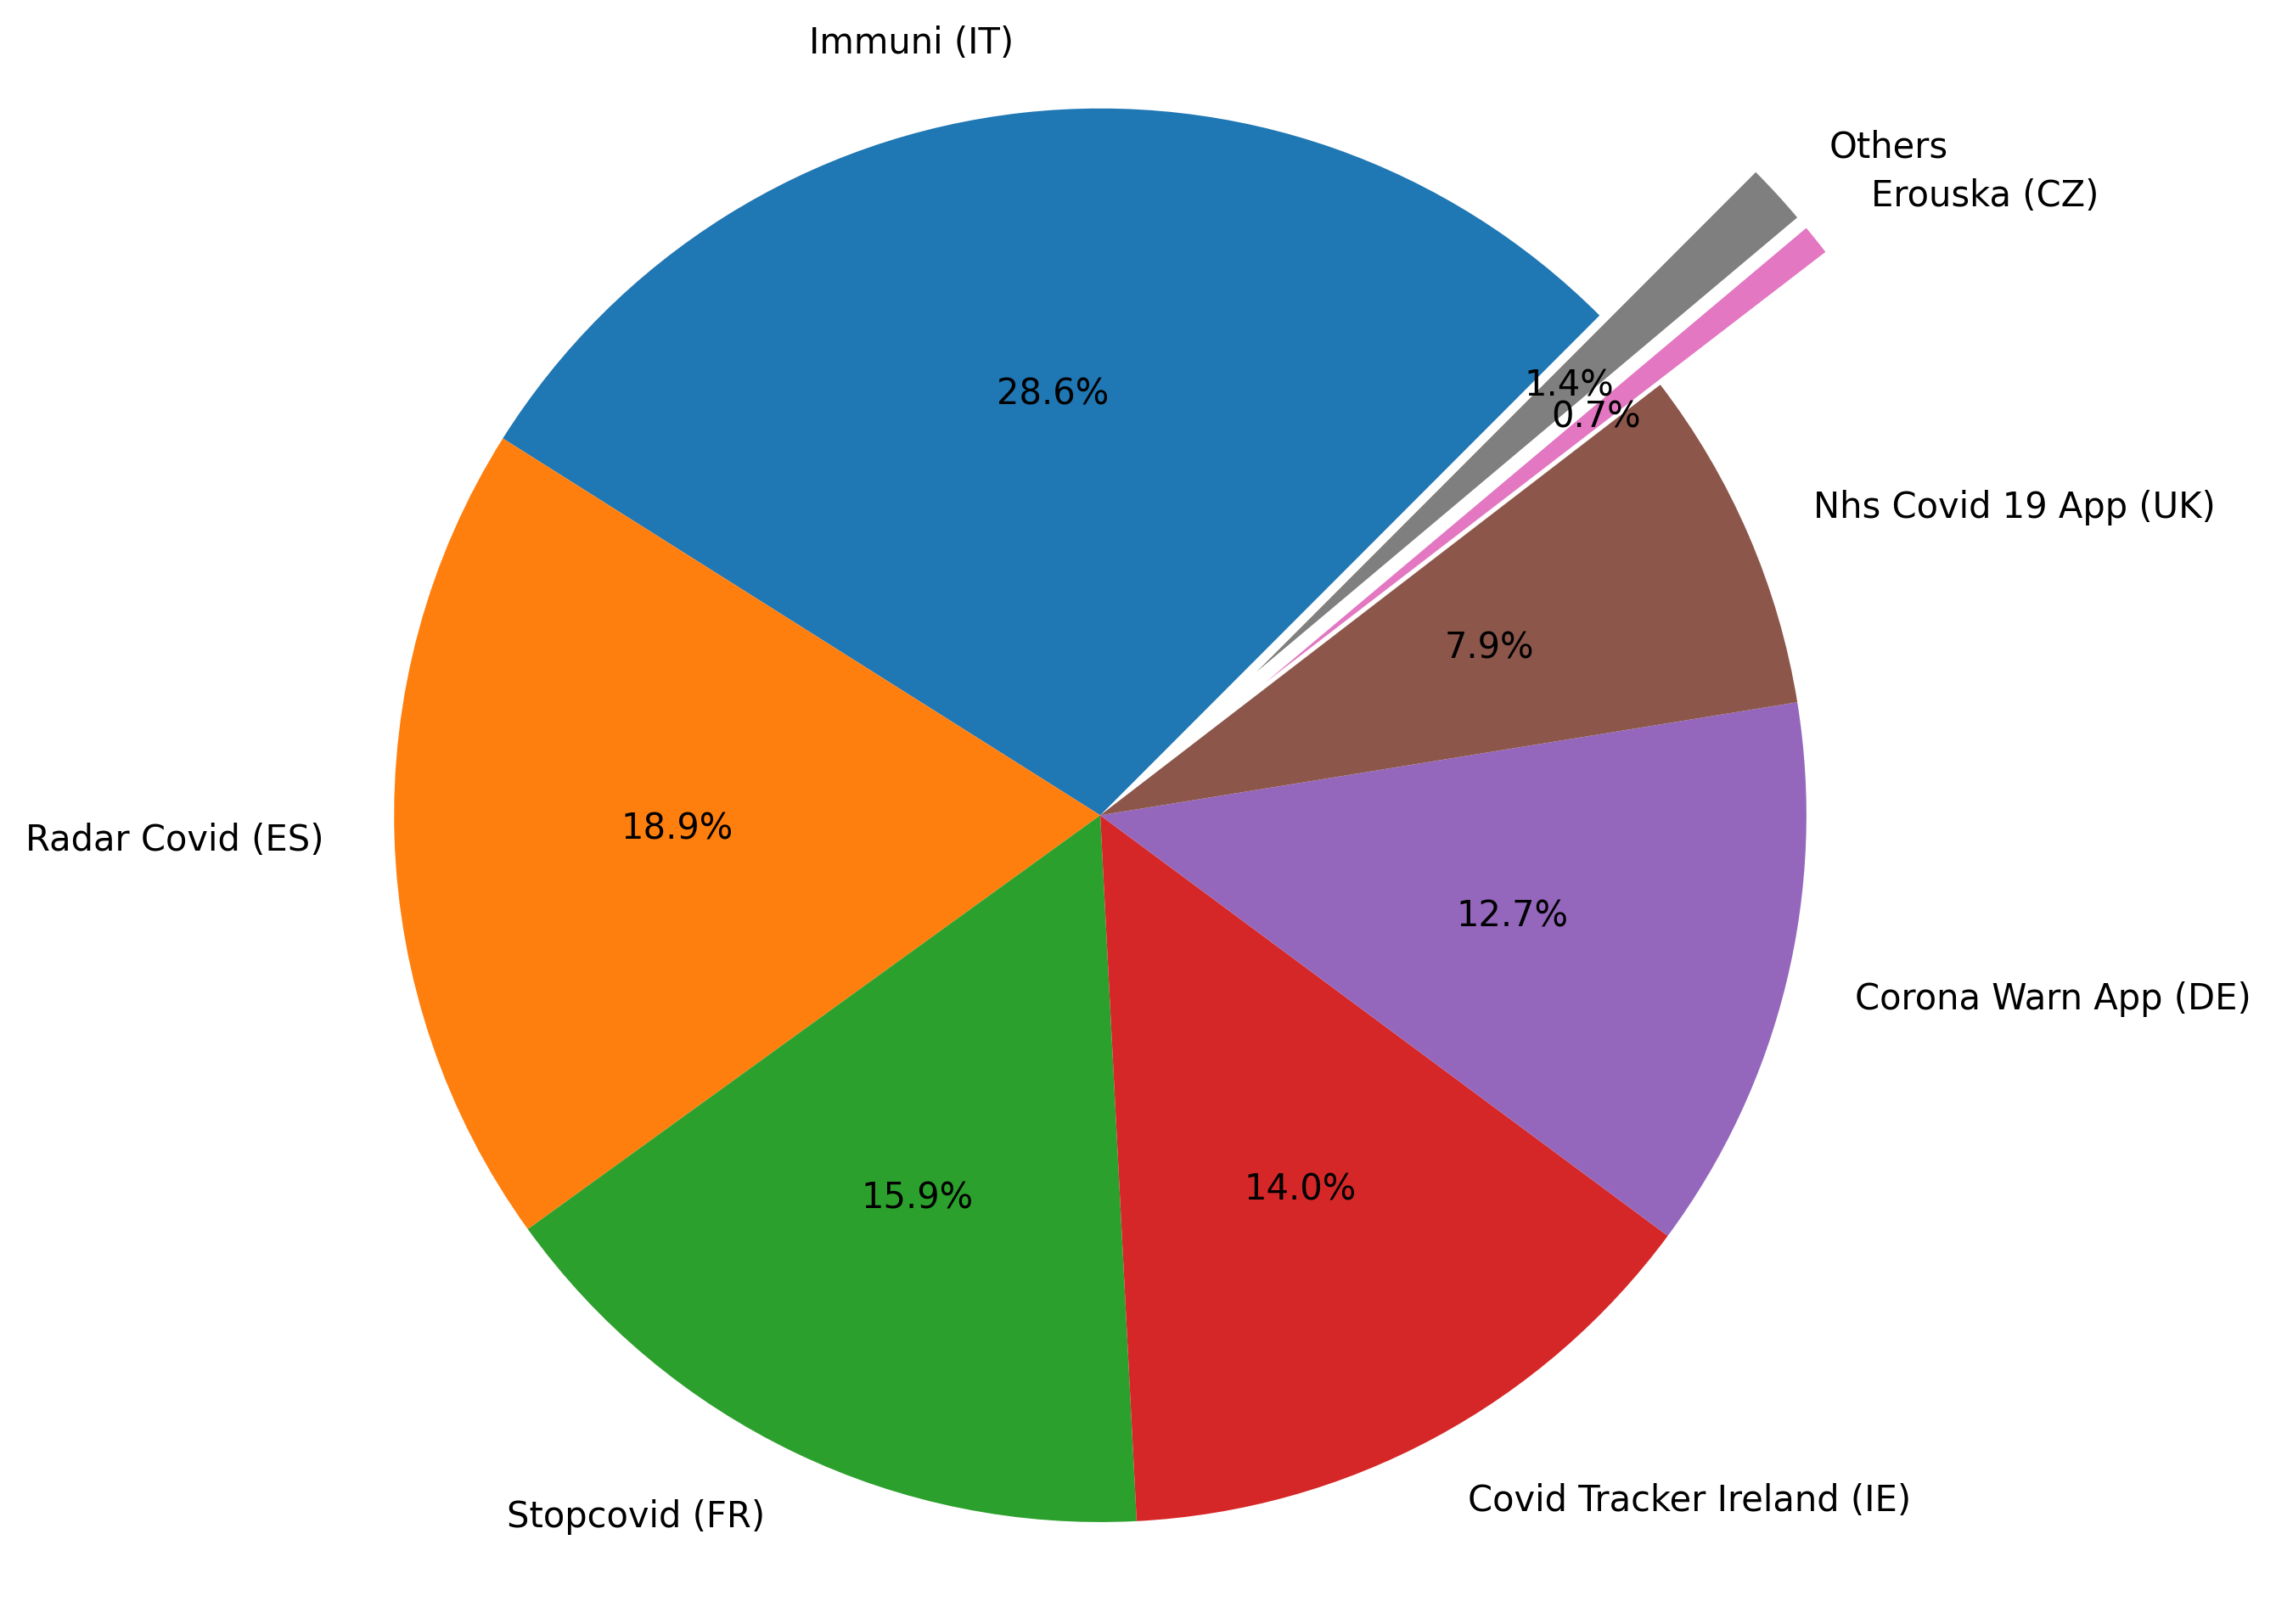 Immuni (IT)
Others
Erouska (CZ)
1.4%
28.6%
0.7%
Nhs Covid 19 App (UK)
7.9%
18.9%
Radar Covid (ES)
12.7%
Corona Warn App (DE)
14.0%
15.9%
Covid Tracker Ireland (IE)
Stopcovid (FR)